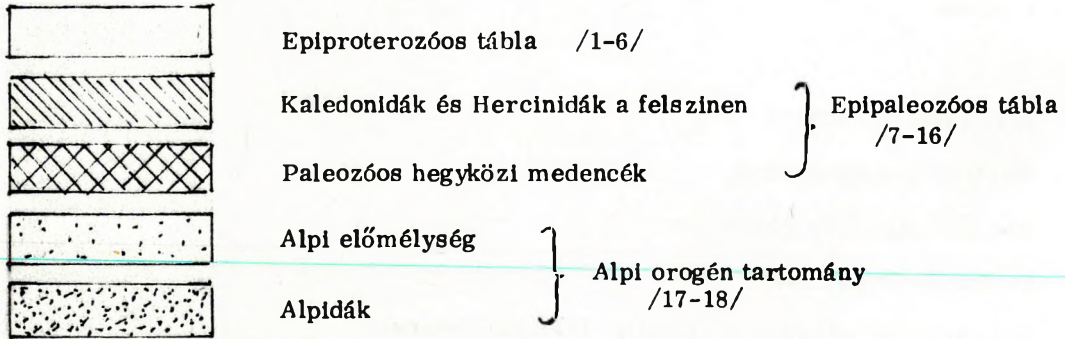 Epiproterozóos tábla /1-6/
Kaledonidák és Hercinidák a felszinen
Epipaleozóos tábla
/7-16/
Paleozóos hegyközi medencék
Alpi előmélység
Alpi orogén tartomány
/17-18/
Alpidák